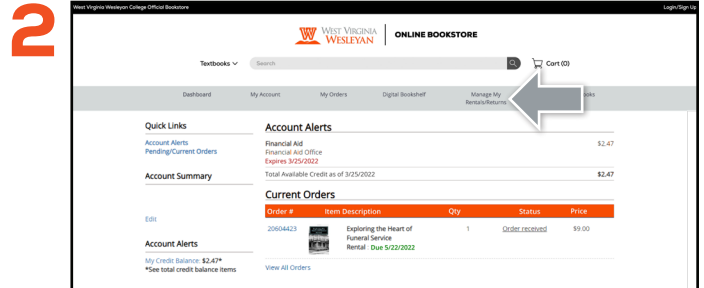 2
West Virginia Wesleyan College Official Bookstore
Login/Sign Up
WEST VIRGINIA
WESLEYAN
ONLINE BOOKSTORE
Textbooks
Search
Cart (0)
Dashboard
My Account
My Orders
Digital Bookshelf
Manage My
Rentals/Returns
Quick Links
Account Alerts
Pending/Current Orders
Account Summary
Edit
Account Alerts
My Credit Balance: $2.47*
*See total credit balance items
Account Alerts
Financial Aid $2.47
Financial Aid Office
Expires 3/25/2022
Total Available Credit as of 3/25/2022 $2.47
Current Orders
Order # Item Description Qty Status Price
20604423 Exploring the Heart of 1 Order received $9.00
Funeral Service
Rental : Due 5/22/2022
View All Orders